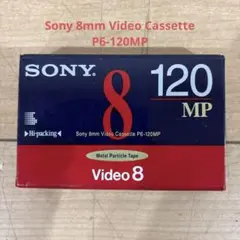 Sony 8mm Video Cassette
P6-120MP
SONY
8
120
MP
Hi-packing
Sony 8mm Video Cassette P6-120MP
Metal Particle Tape
Video 8